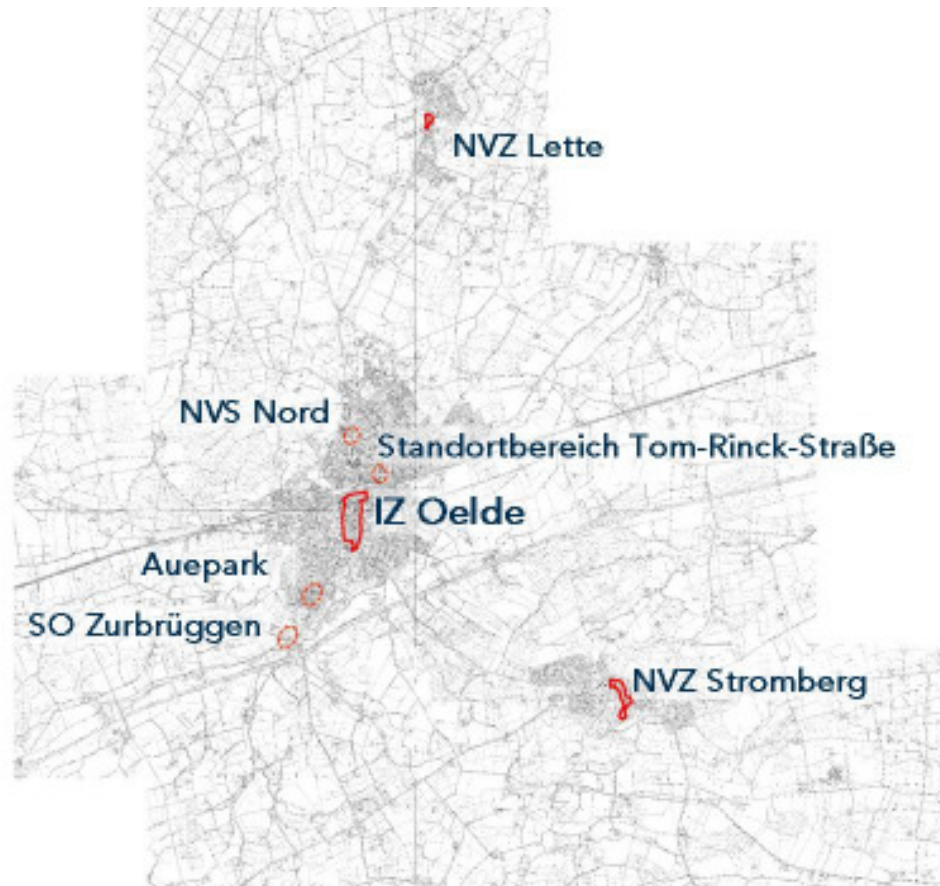 NVZ Lette
NVS Nord
Standortbereich Tom-Rinck-Straße
IZ Oelde
Auepark
SO Zurbrüggen
NVZ Stromberg